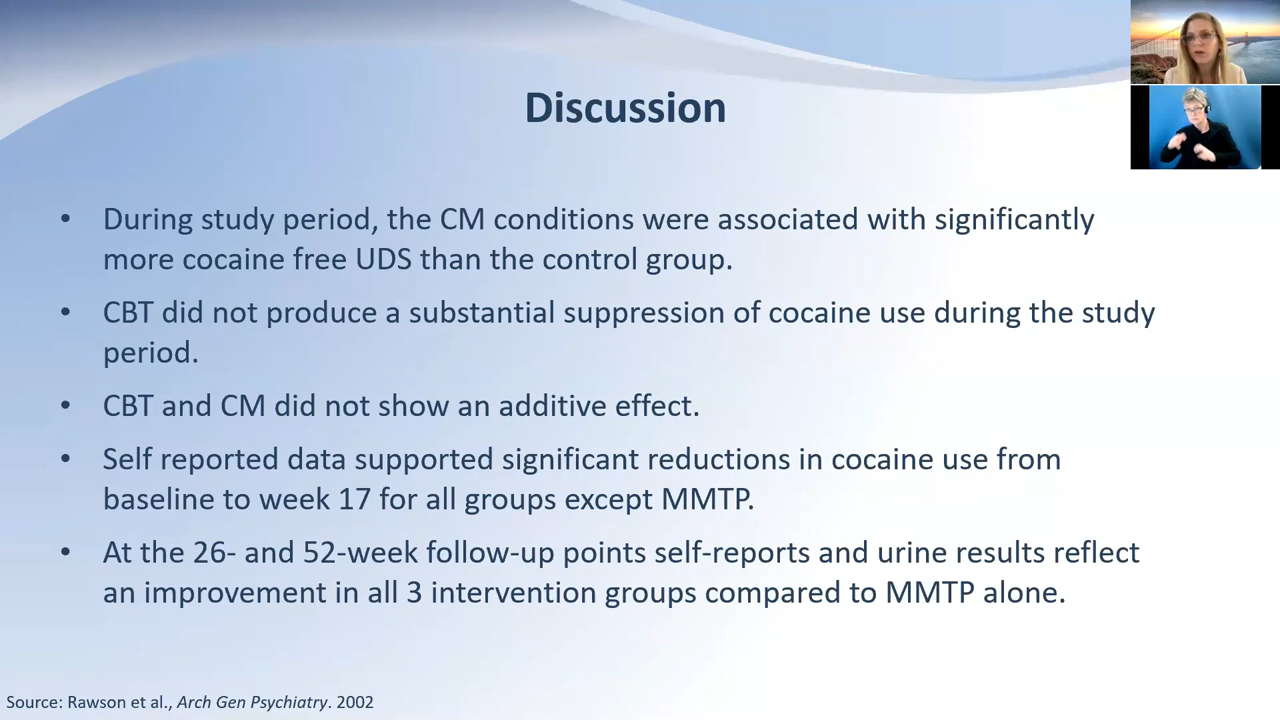 Discussion
• During study period, the CM conditions were associated with significantly
more cocaine free UDS than the control group.
• CBT did not produce a substantial suppression of cocaine use during the study
period.
• CBT and CM did not show an additive effect.
• Self reported data supported significant reductions in cocaine use from
baseline to week 17 for all groups except MMTP.
• At the 26- and 52-week follow-up points self-reports and urine results reflect
an improvement in all 3 intervention groups compared to MMTP alone.
Source: Rawson et al., Arch Gen Psychiatry. 2002